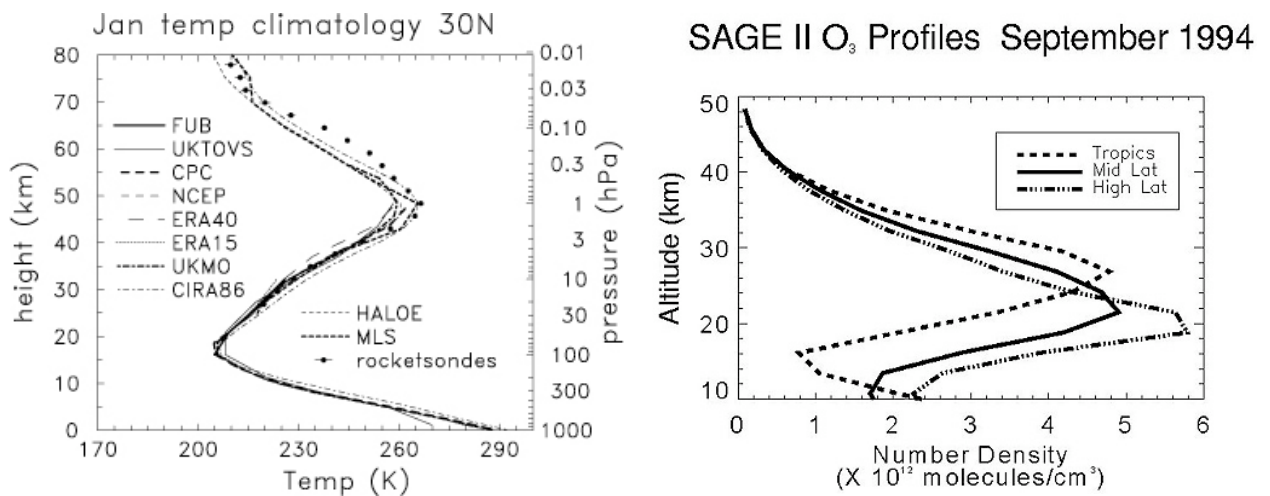 Jan temp climatology 30N
80
70
60
50
40
30
20
10
0
height (km)
FUB
UKTOVS
CPC
NCEP
ERA40
ERA15
UKMO
CIRA86
HALOE
MLS
rocketsondes
0.01
0.03
0.10
0.3
1
3
10
30
100
300
1000
pressure (hPa)
170 200 230 260 290
Temp (K)
SAGE II O₃ Profiles September 1994
50
40
30
20
10
Altitude (km)
Tropics
Mid Lat
High Lat
0 1 2 3 4 5 6
Number Density
(X 10¹² molecules/cm³)